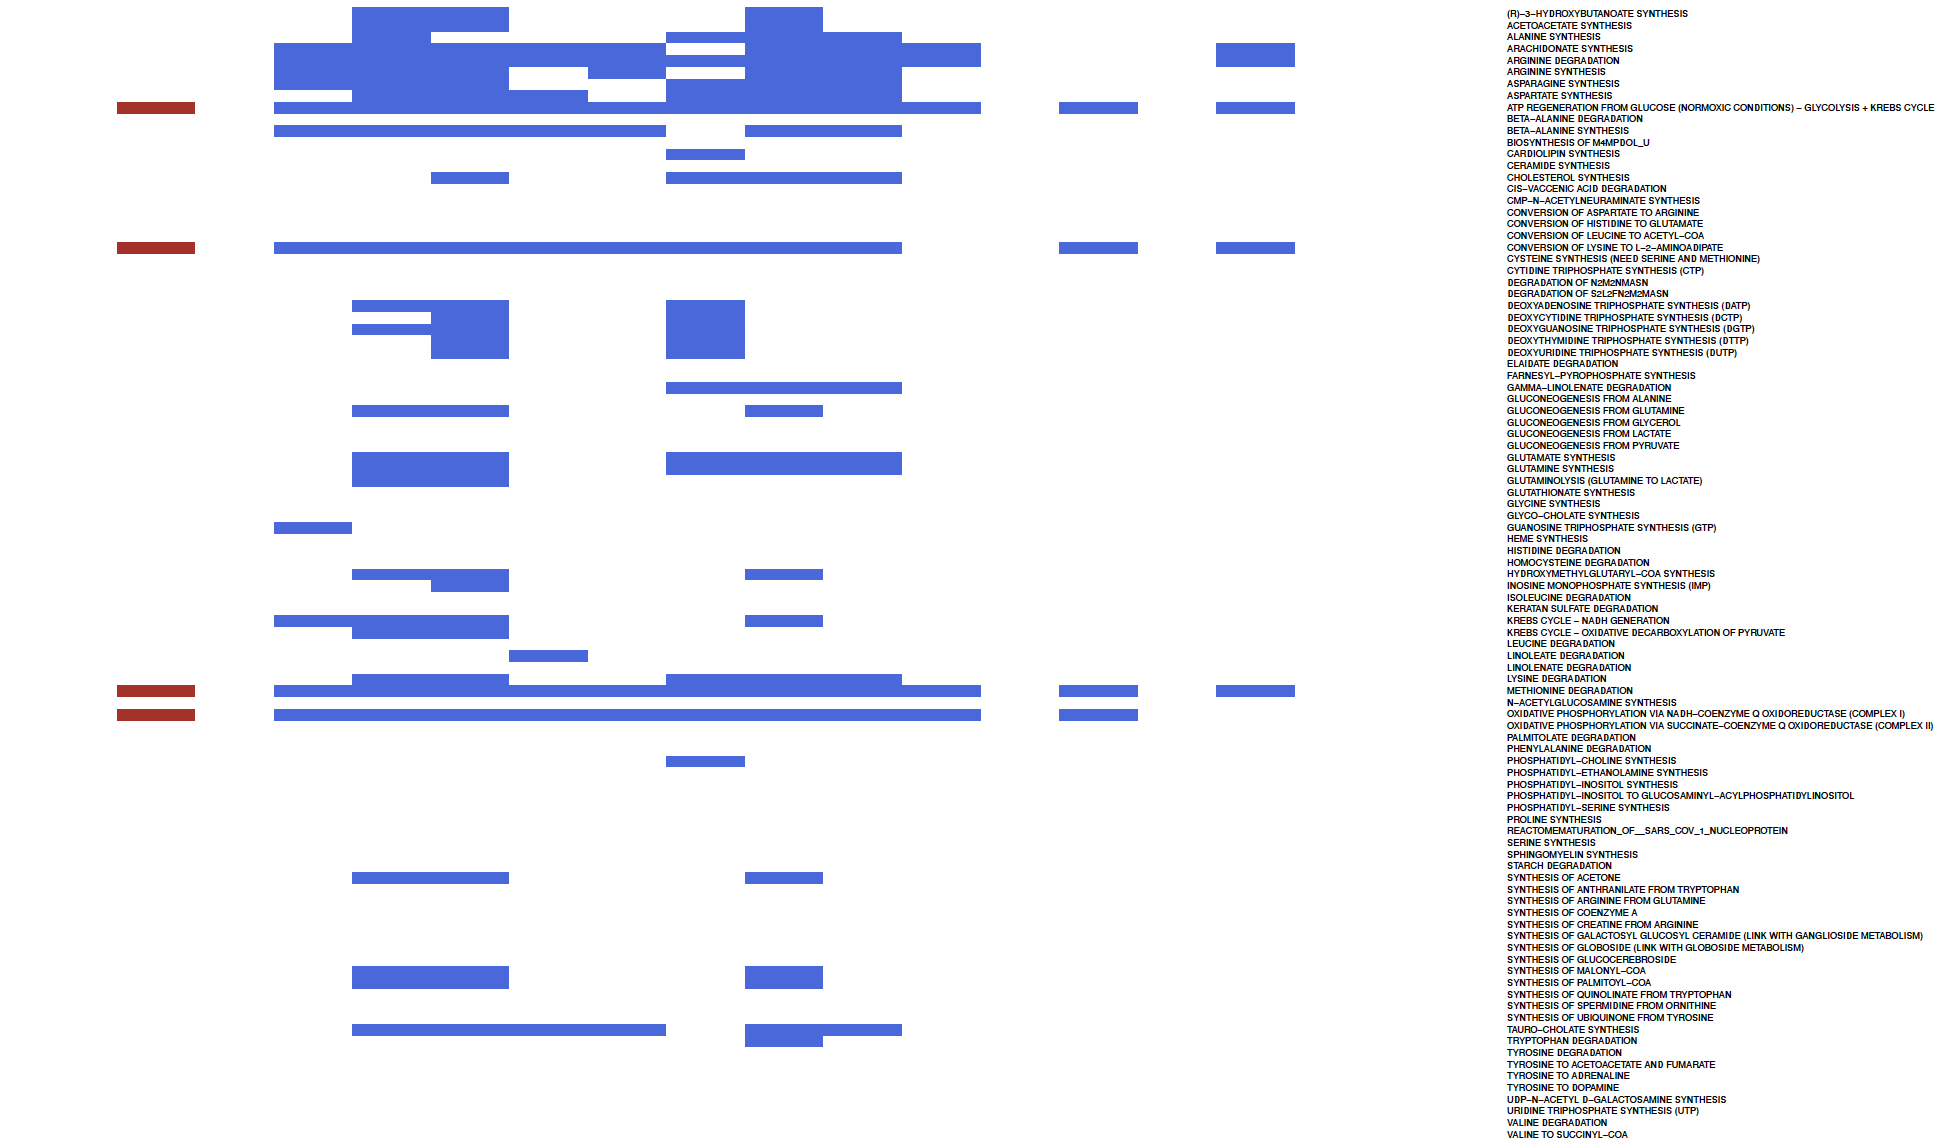 (R)−3−HYDROXYBUTANOATE SYNTHESIS
ACETOACETATE SYNTHESIS
ALANINE SYNTHESIS
ARACHIDONATE SYNTHESIS
ARGININE DEGRADATION
ARGININE SYNTHESIS
ASPARAGINE SYNTHESIS
ASPARTATE SYNTHESIS
ATP REGENERATION FROM GLUCOSE (NORMOXIC CONDITIONS) − GLYCOLYSIS + KREBS CYCLE
BETA−ALANINE DEGRADATION
BETA−ALANINE SYNTHESIS
BIOSYNTHESIS OF M4MPDOL_U
CARDIOLIPIN SYNTHESIS
CERAMIDE SYNTHESIS
CHOLESTEROL SYNTHESIS
CIS−VACCENIC ACID DEGRADATION
CMP−N−ACETYLNEURAMINATE SYNTHESIS
CONVERSION OF ASPARTATE TO ARGININE
CONVERSION OF HISTIDINE TO GLUTAMATE
CONVERSION OF LEUCINE TO ACETYL−COA
CONVERSION OF LYSINE TO L−2−AMINOADIPATE
CYSTEINE SYNTHESIS (NEED SERINE AND METHIONINE)
CYTIDINE TRIPHOSPHATE SYNTHESIS (CTP)
DEGRADATION OF N2M2NMASN
DEGRADATION OF S2L2FN2M2MASN
DEOXYADENOSINE TRIPHOSPHATE SYNTHESIS (DATP)
DEOXYCYTIDINE TRIPHOSPHATE SYNTHESIS (DCTP)
DEOXYGUANOSINE TRIPHOSPHATE SYNTHESIS (DGTP)
DEOXYTHYMIDINE TRIPHOSPHATE SYNTHESIS (DTTP)
DEOXYURIDINE TRIPHOSPHATE SYNTHESIS (DUTP)
ELAIDATE DEGRADATION
FARNESYL−PYROPHOSPHATE SYNTHESIS
GAMMA−LINOLENATE DEGRADATION
GLUCONEOGENESIS FROM ALANINE
GLUCONEOGENESIS FROM GLUTAMINE
GLUCONEOGENESIS FROM GLYCEROL
GLUCONEOGENESIS FROM LACTATE
GLUCONEOGENESIS FROM PYRUVATE
GLUTAMATE SYNTHESIS
GLUTAMINE SYNTHESIS
GLUTAMINOLYSIS (GLUTAMINE TO LACTATE)
GLUTATHIONATE SYNTHESIS
GLYCINE SYNTHESIS
GLYCO−CHOLATE SYNTHESIS
GUANOSINE TRIPHOSPHATE SYNTHESIS (GTP)
HEME SYNTHESIS
HISTIDINE DEGRADATION
HOMOCYSTEINE DEGRADATION
HYDROXYMETHYLGLUTARYL−COA SYNTHESIS
INOSINE MONOPHOSPHATE SYNTHESIS (IMP)
ISOLEUCINE DEGRADATION
KERATAN SULFATE DEGRADATION
KREBS CYCLE − NADH GENERATION
KREBS CYCLE − OXIDATIVE DECARBOXYLATION OF PYRUVATE
LEUCINE DEGRADATION
LINOLEATE DEGRADATION
LINOLENATE DEGRADATION
LYSINE DEGRADATION
METHIONINE DEGRADATION
N−ACETYLGLUCOSAMINE SYNTHESIS
OXIDATIVE PHOSPHORYLATION VIA NADH−COENZYME Q OXIDOREDUCTASE (COMPLEX I)
OXIDATIVE PHOSPHORYLATION VIA SUCCINATE−COENZYME Q OXIDOREDUCTASE (COMPLEX II)
PALMITOLATE DEGRADATION
PHENYLALANINE DEGRADATION
PHOSPHATIDYL−CHOLINE SYNTHESIS
PHOSPHATIDYL−ETHANOLAMINE SYNTHESIS
PHOSPHATIDYL−INOSITOL SYNTHESIS
PHOSPHATIDYL−INOSITOL TO GLUCOSAMINYL−ACYLPHOSPHATIDYLINOSITOL
PHOSPHATIDYL−SERINE SYNTHESIS
PROLINE SYNTHESIS
REACTOMEMATURATION_OF__SARS_COV_1_NUCLEOPROTEIN
SERINE SYNTHESIS
SPHINGOMYELIN SYNTHESIS
STARCH DEGRADATION
SYNTHESIS OF ACETONE
SYNTHESIS OF ANTHRANILATE FROM TRYPTOPHAN
SYNTHESIS OF ARGININE FROM GLUTAMINE
SYNTHESIS OF COENZYME A
SYNTHESIS OF CREATINE FROM ARGININE
SYNTHESIS OF GALACTOSYL GLUCOSYL CERAMIDE (LINK WITH GANGLIOSIDE METABOLISM)
SYNTHESIS OF GLOBOSIDE (LINK WITH GLOBOSIDE METABOLISM)
SYNTHESIS OF GLUCOCEREBROSIDE
SYNTHESIS OF MALONYL−COA
SYNTHESIS OF PALMITOYL−COA
SYNTHESIS OF QUINOLINATE FROM TRYPTOPHAN
SYNTHESIS OF SPERMIDINE FROM ORNITHINE
SYNTHESIS OF UBIQUINONE FROM TYROSINE
TAURO−CHOLATE SYNTHESIS
TRYPTOPHAN DEGRADATION
TYROSINE DEGRADATION
TYROSINE TO ACETOACETATE AND FUMARATE
TYROSINE TO ADRENALINE
TYROSINE TO DOPAMINE
UDP−N−ACETYL D−GALACTOSAMINE SYNTHESIS
URIDINE TRIPHOSPHATE SYNTHESIS (UTP)
VALINE DEGRADATION
VALINE TO SUCCINYL−COA